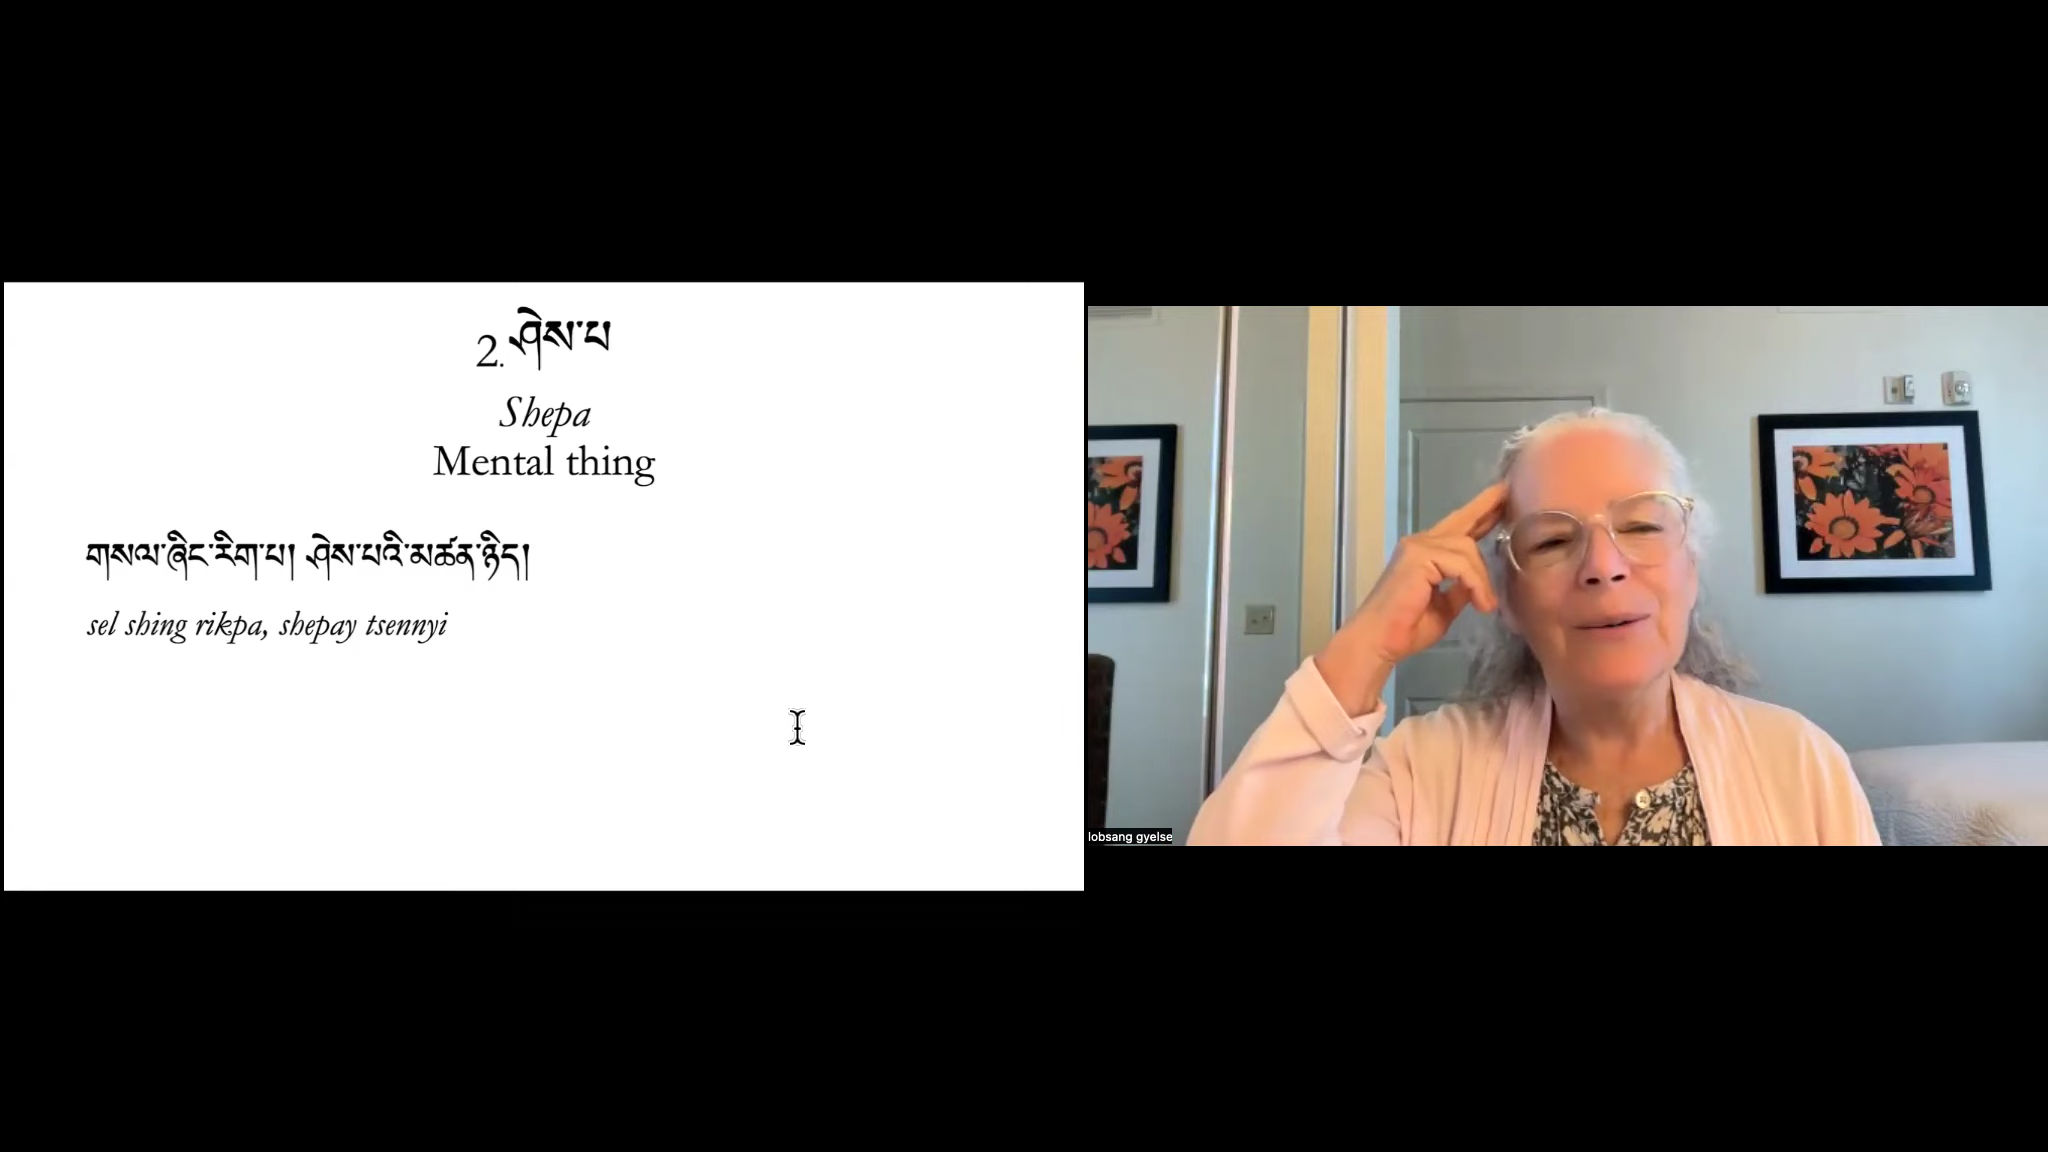 2. ཤེས་པ
Shepa
Mental thing
གསལ་ཞིང་རིག་པ། ཤེས་པའི་མཚན་ཉིད།
sel shing rikpa, shepay tsennyi
lobsang gyelse